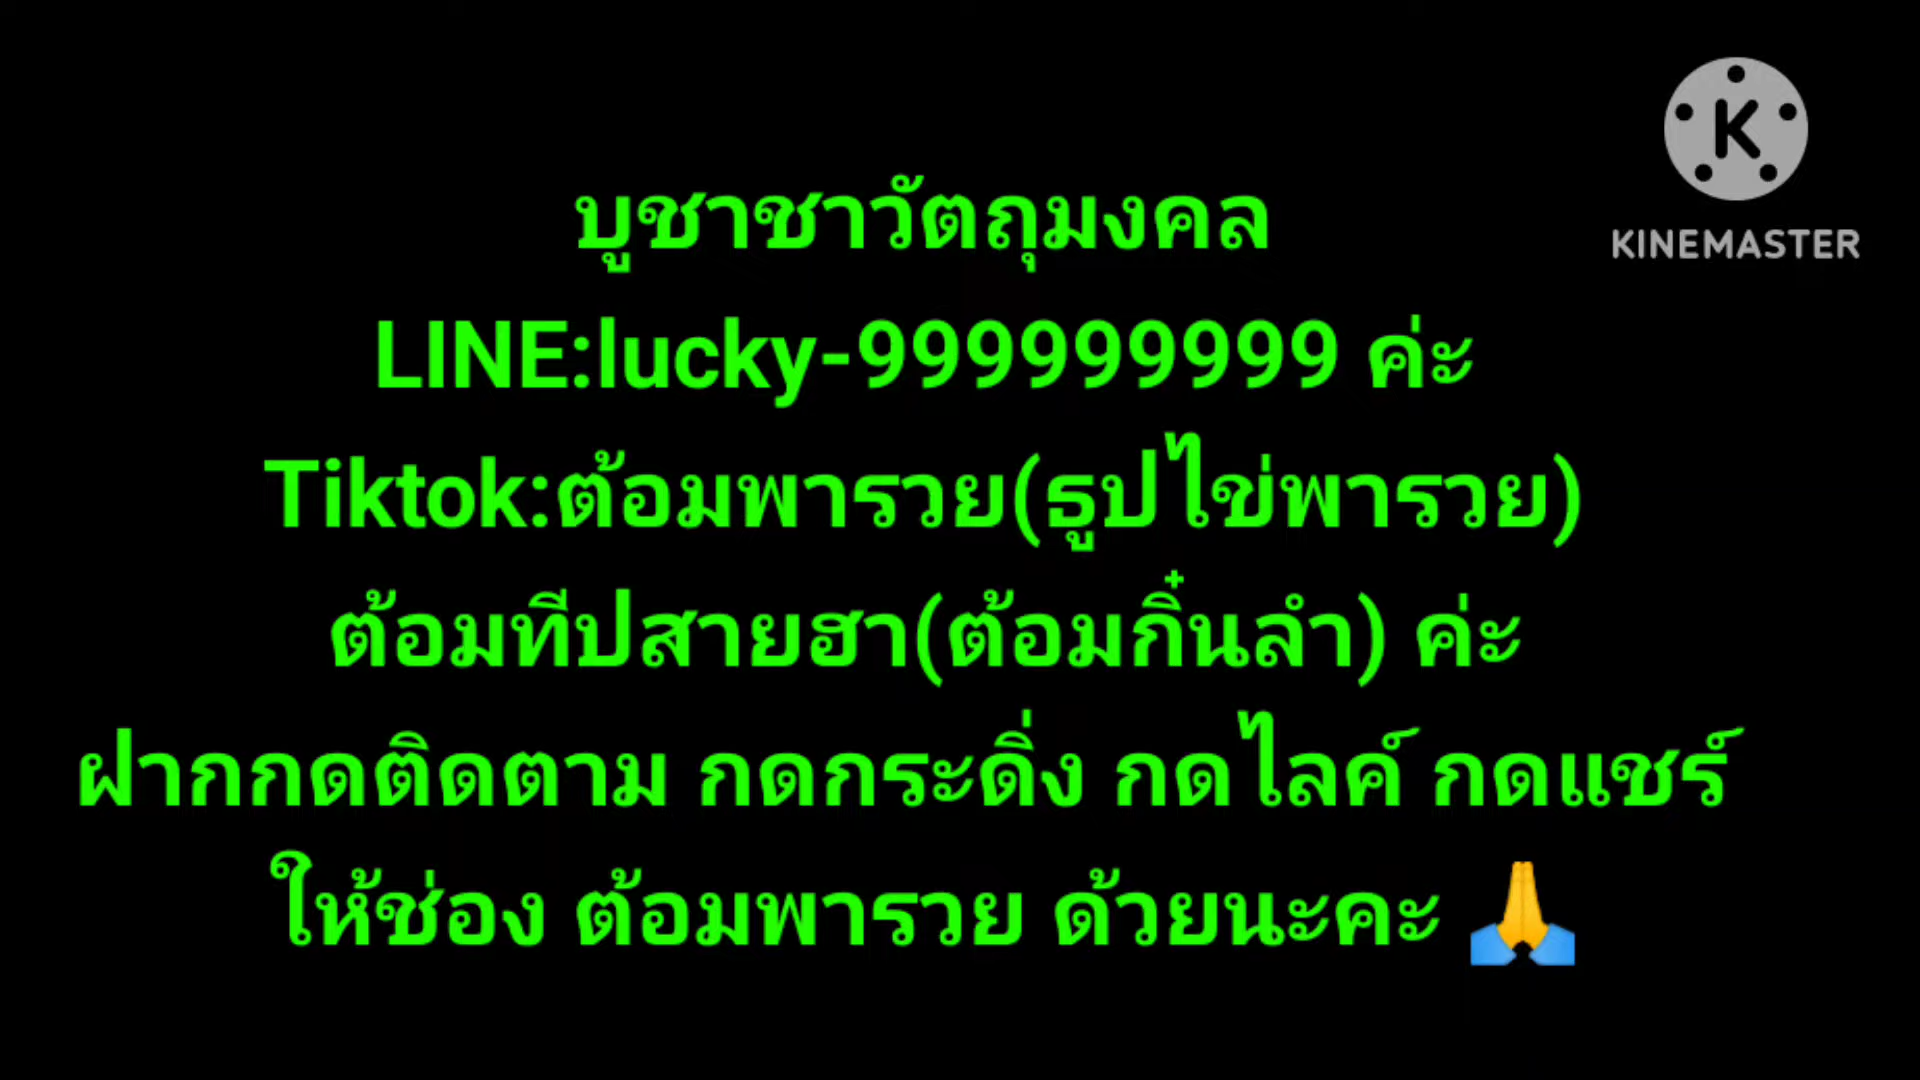 บูชาชาวัตถุมงคล
LINE:lucky-999999999 ค่ะ
Tiktok:ต้อมพารวย(ธูปไข่พารวย)
ต้อมทีปสายฮา(ต้อมกิ๋นลำ) ค่ะ
ฝากกดติดตาม กดกระดิ่ง กดไลค์ กดแชร์
ให้ช่อง ต้อมพารวย ด้วยนะคะ 🙏
K
KINEMASTER